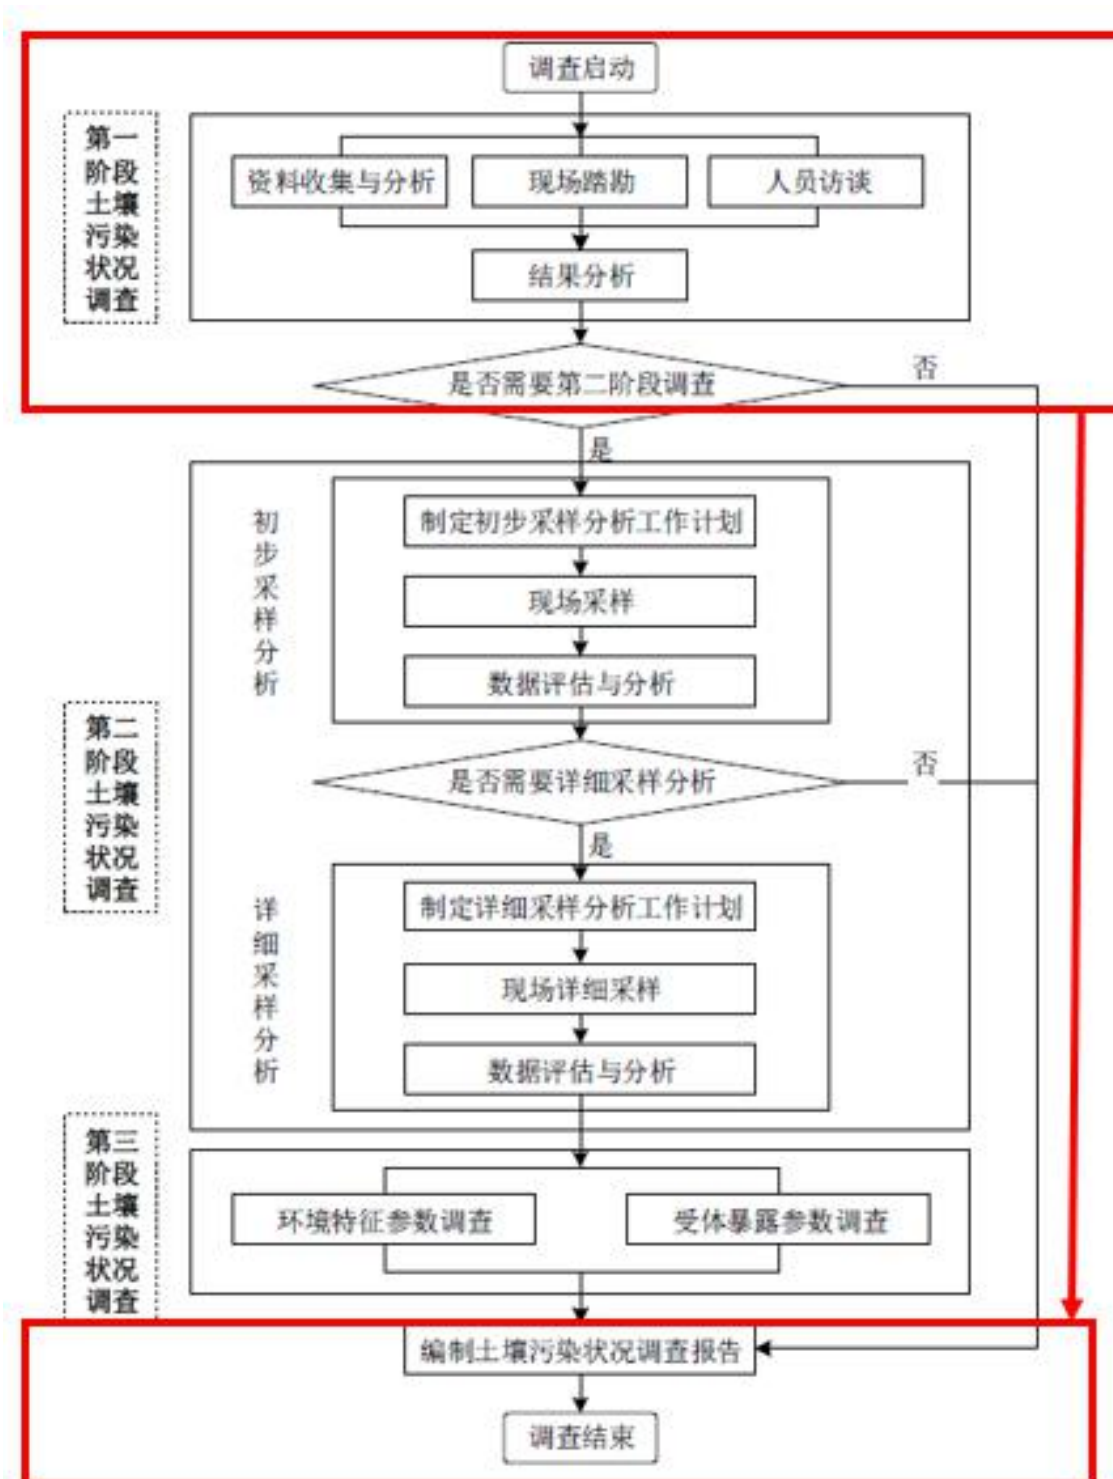 调查启动
第一
阶段
土壤
污染
状况
调查
资料收集与分析
现场踏勘
人员访谈
结果分析
是否需要第二阶段调查
否
是
初
步
采
样
分
析
制定初步采样分析工作计划
现场采样
数据评估与分析
第二
阶段
土壤
污染
状况
调查
是否需要详细采样分析
否
是
详
细
采
样
分
析
制定详细采样分析工作计划
现场详细采样
数据评估与分析
第三
阶段
土壤
污染
状况
调查
环境特征参数调查
受体暴露参数调查
编制土壤污染状况调查报告
调查结束